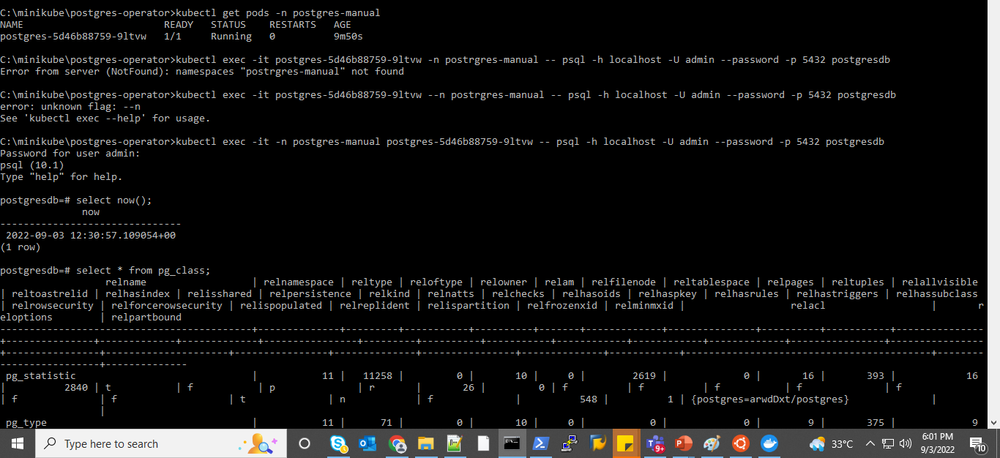 C:\minikube\postgres-operator>kubectl get pods -n postgres-manual
NAME                        READY   STATUS    RESTARTS   AGE
postgres-5d46b88759-9ltvw   1/1     Running   0          9m50s
C:\minikube\postgres-operator>kubectl exec -it postgres-5d46b88759-9ltvw -n postrgres-manual -- psql -h localhost -U admin --password -p 5432 postgresdb
Error from server (NotFound): namespaces "postrgres-manual" not found
C:\minikube\postgres-operator>kubectl exec -it postgres-5d46b88759-9ltvw --n postrgres-manual -- psql -h localhost -U admin --password -p 5432 postgresdb
error: unknown flag: --n
See 'kubectl exec --help' for usage.
C:\minikube\postgres-operator>kubectl exec -it -n postgres-manual postgres-5d46b88759-9ltvw -- psql -h localhost -U admin --password -p 5432 postgresdb
Password for user admin:
psql (10.1)
Type "help" for help.
postgresdb=# select now();
now
-------------------------------
2022-09-03 12:30:57.109054+00
(1 row)
postgresdb=# select * from pg_class;
relname | relnamespace | reltype | reloftype | relowner | relam | relfilenode | reltablespace | relpages | reltuples | relallvisible
| reltoastrelid | relhasindex | relisshared | relpersistence | relkind | relnatts | relchecks | relhasoids | relhaspkey | relhasrules | relhastriggers | relhassubclass
| relrowsecurity | relforcerowsecurity | relispopulated | relreplident | relispartition | relfrozenxid | relminmxid | relacl | r
eloptions | relpartbound
pg_statistic | 11 | 11258 | 0 | 10 | 0 | 2619 | 0 | 16 | 393 | 16
| 2840 | t | f | p | r | 26 | 0 | f | f | f | f | f
| f | f | t | n | f | 548 | 1 | {postgres=arwdDxt/postgres} |
|
pg_type | 11 | 71 | 0 | 10 | 0 | 0 | 0 | 9 | 375 | 9
Type here to search
9+
33°C
6:01 PM
9/3/2022
10